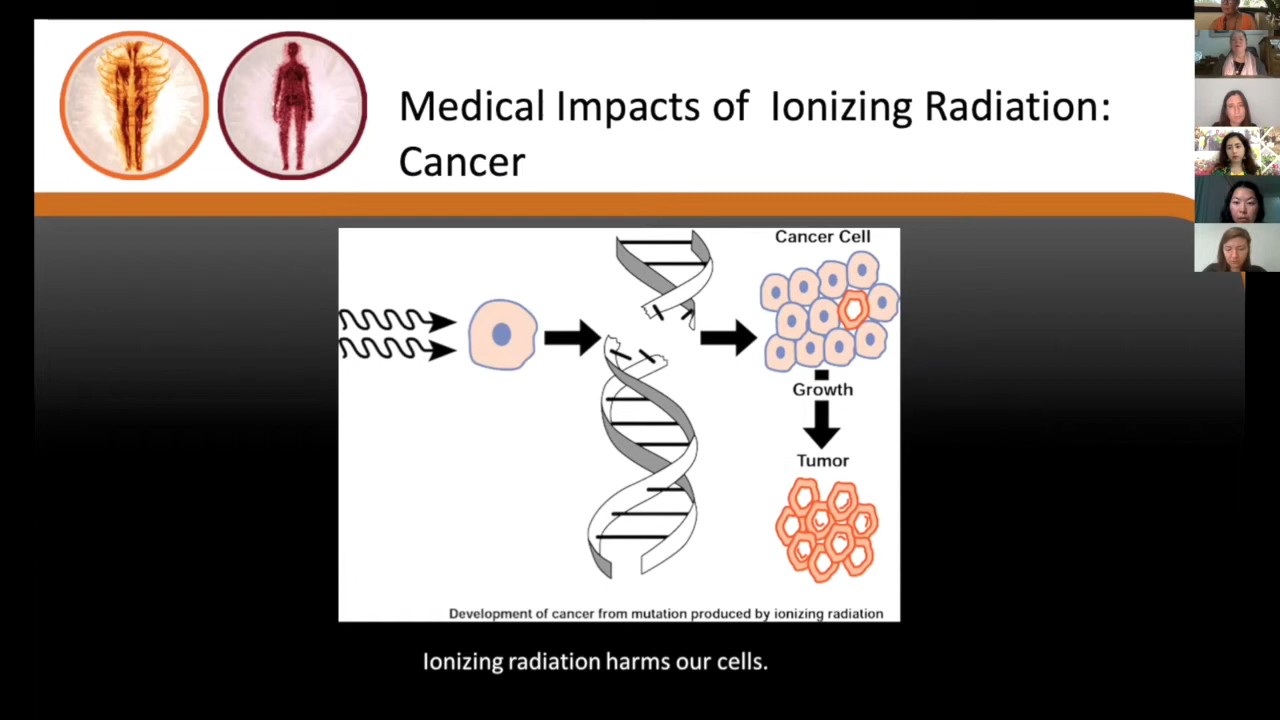 Medical Impacts of Ionizing Radiation:
Cancer
Cancer Cell
Growth
Tumor
Development of cancer from mutation produced by ionizing radiation
Ionizing radiation harms our cells.